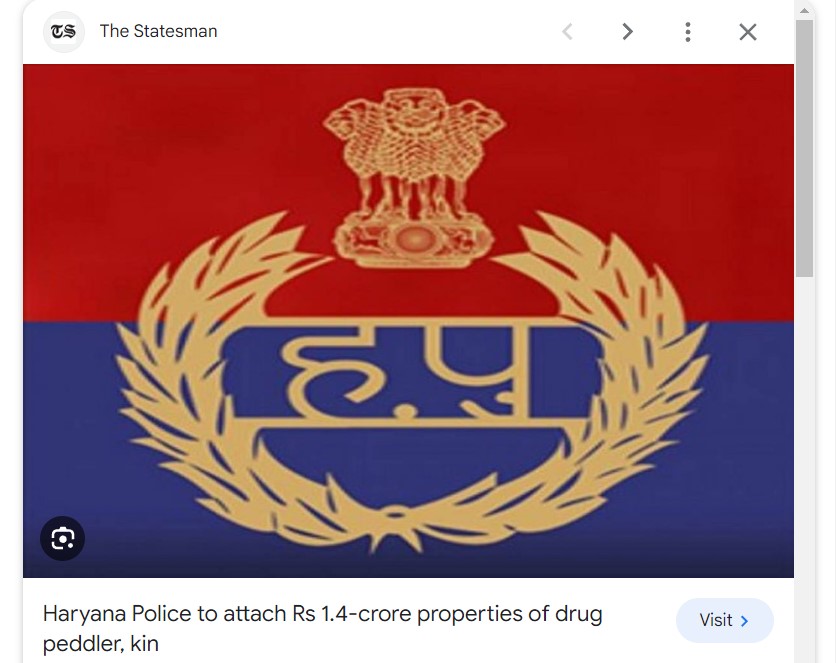 TS The Statesman
ह.पु
Haryana Police to attach Rs 1.4-crore properties of drug
peddler, kin
Visit